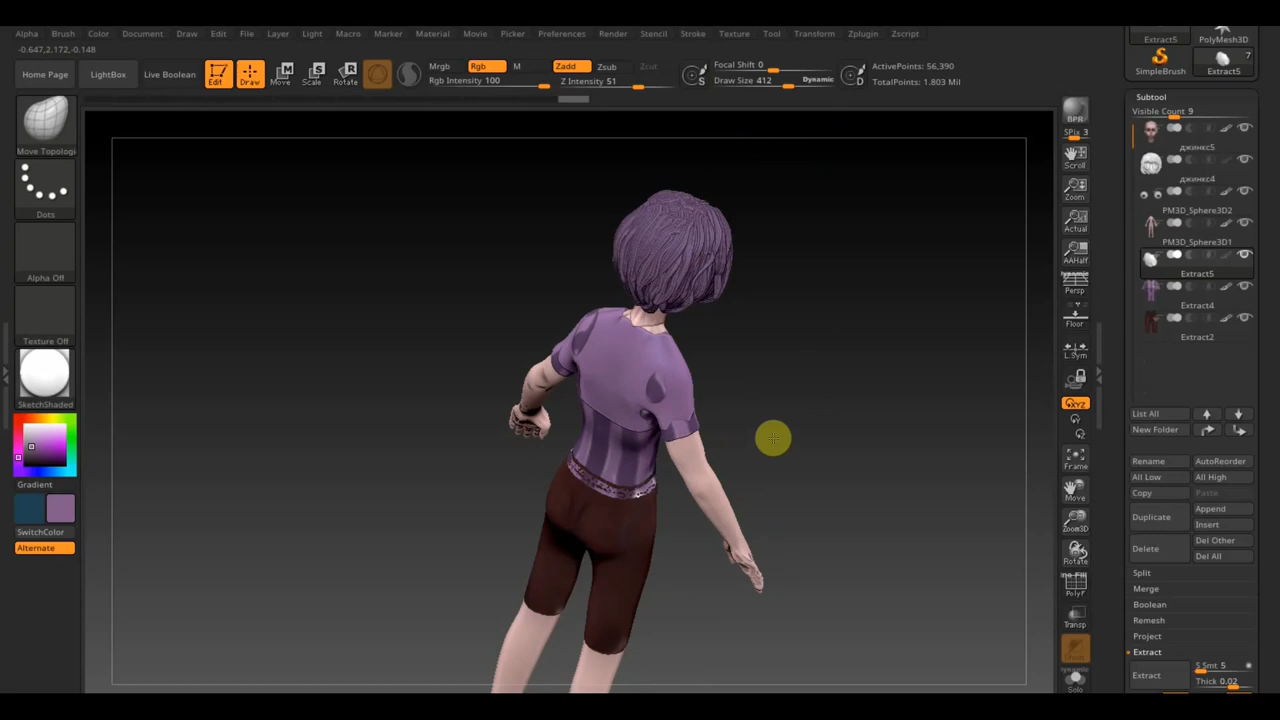 Alpha Brush Color Document Draw Edit File Layer Light Macro Marker Material Movie Picker Preferences Render Stencil Stroke Texture Tool Transform Zplugin Zscript
Extract5 PolyMesh3D
-0.647,2.172,-0.148
Home Page LightBox Live Boolean Edit Draw Move Scale Rotate
Mrgb Rgb M
Rgb Intensity 100
Zadd Zsub Zcut
Z Intensity 51
S
Focal Shift 0
Draw Size 412 Dynamic
D
ActivePoints: 56,390
TotalPoints: 1.803 Mil
SimpleBrush
7
Extract5
Move Topologi
Dots
Alpha Off
Texture Off
SketchShaded
Gradient
SwitchColor
Alternate
BPR
SPix 3
Scroll
Zoom
Actual
AAHalf
Dynamic
Persp
Floor
L.Sym
XYZ
Y
Z
Frame
Move
Zoom3D
Rotate
PolyF
Transp
Dynamic
Solo
Subtool
Visible Count 9
джинкс5
джинкс4
PM3D_Sphere3D2
PM3D_Sphere3D1
Extract5
Extract4
Extract2
List All
New Folder
Rename AutoReorder
All Low All High
Copy Paste
Duplicate Append
Insert
Delete Del Other
Del All
Split
Merge
Boolean
Remesh
Project
Extract
Extract S Smt 5
Thick 0.02